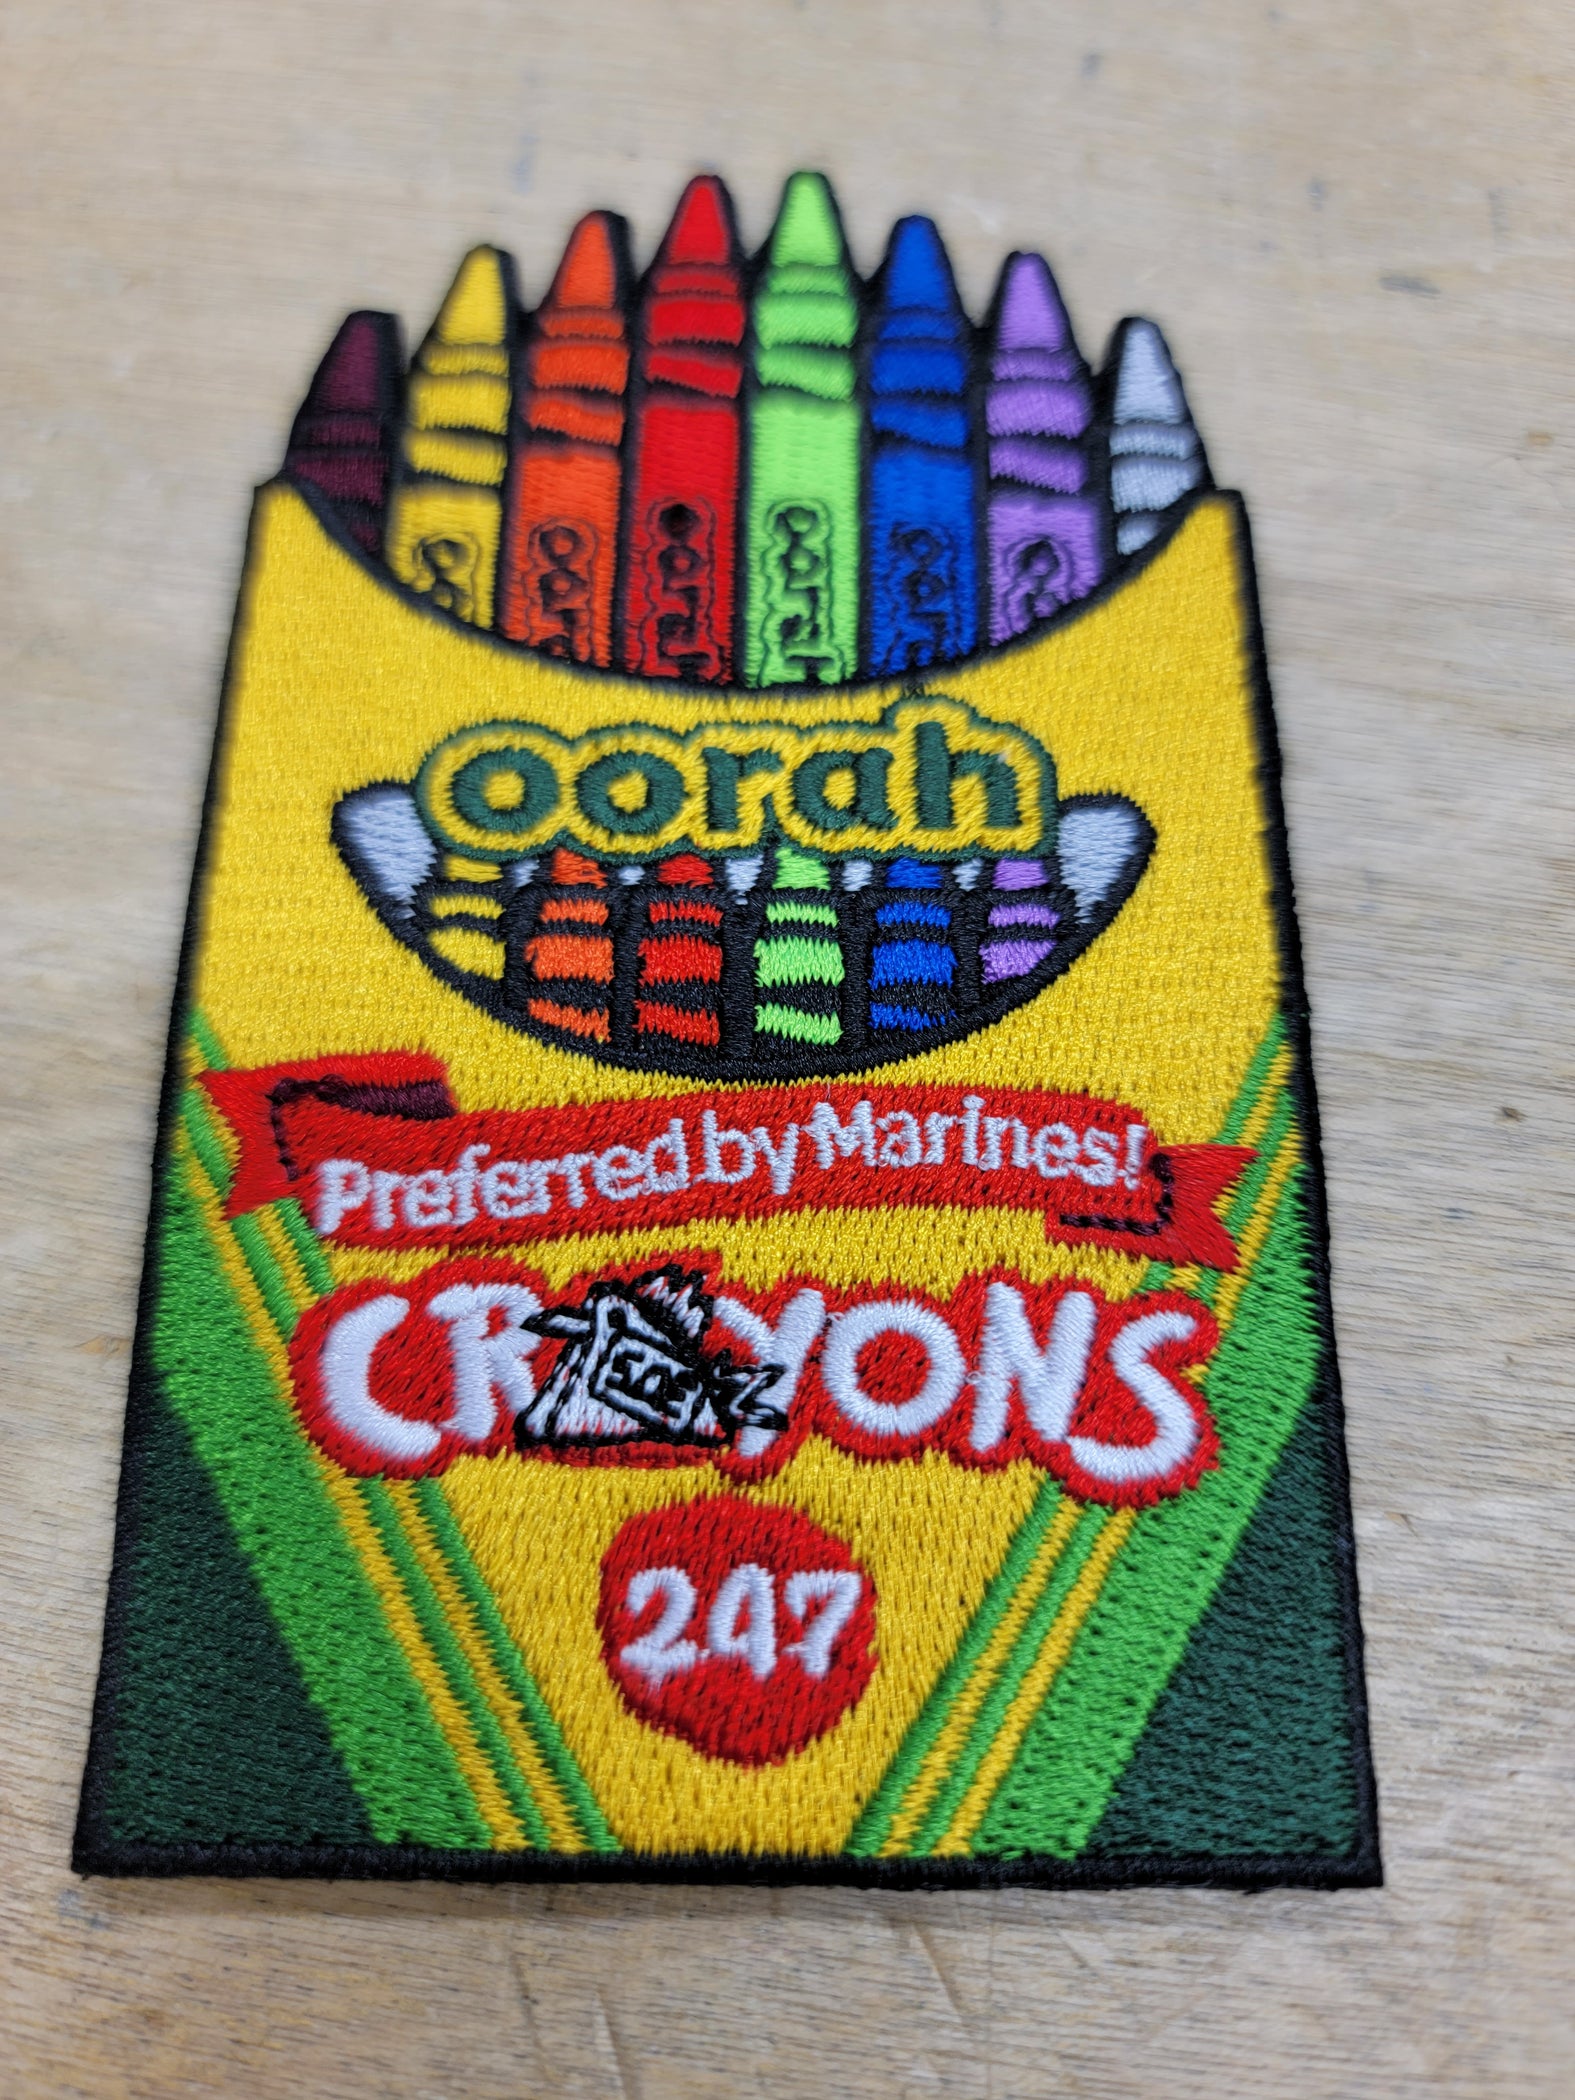 oorah
Preferred by Marines!
CRAYONS
247